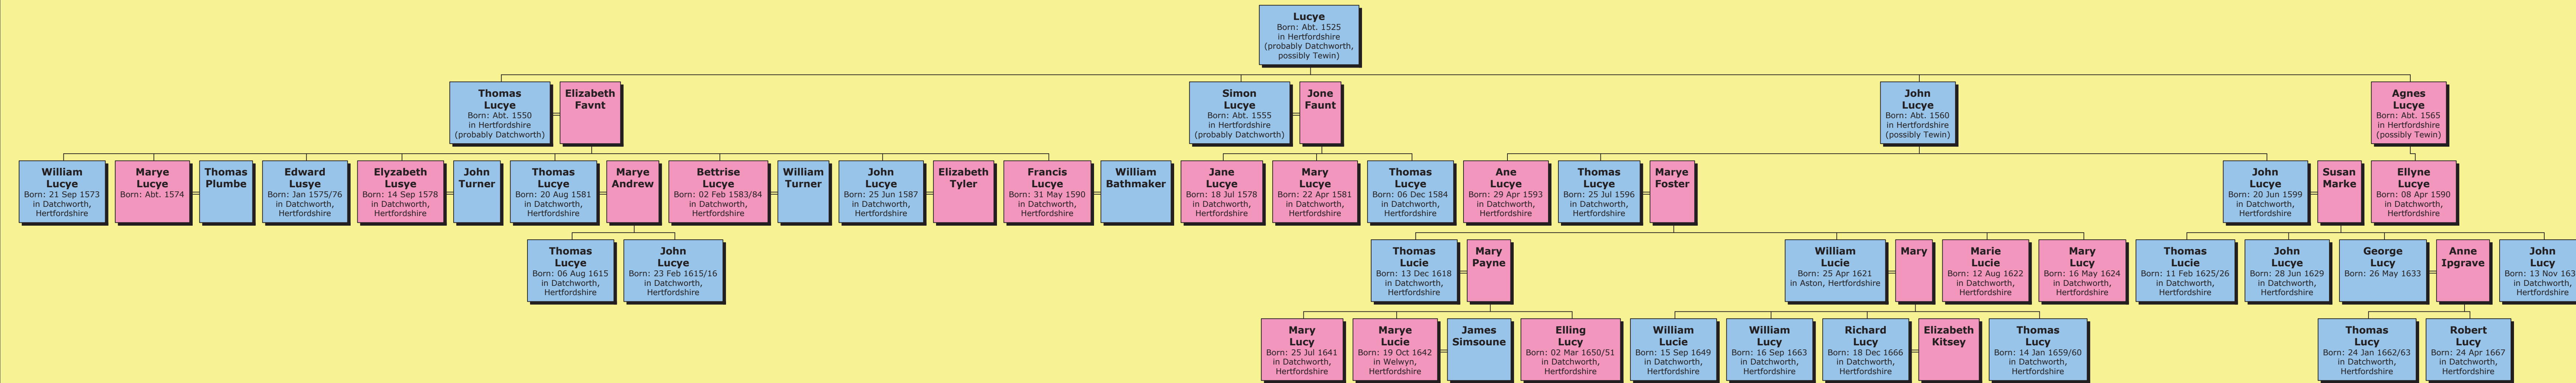 Lucye
Born: Abt. 1525
in Hertfordshire
(probably Datchworth,
possibly Tewin)
Thomas
Lucye
Born: Abt. 1550
in Hertfordshire
(probably Datchworth)
Elizabeth
Favnt
Simon
Lucye
Born: Abt. 1555
in Hertfordshire
(probably Datchworth)
Jone
Faunt
John
Lucye
Born: Abt. 1560
in Hertfordshire
(possibly Tewin)
Agnes
Lucye
Born: Abt. 1565
in Hertfordshire
(possibly Tewin)
William
Lucye
Born: 21 Sep 1573
in Datchworth,
Hertfordshire
Marye
Lucye
Born: Abt. 1574
Thomas
Plumbe
Edward
Lusye
Born: Jan 1575/76
in Datchworth,
Hertfordshire
Elyzabeth
Lusye
Born: 14 Sep 1578
in Datchworth,
Hertfordshire
John
Turner
Thomas
Lucye
Born: 20 Aug 1581
in Datchworth,
Hertfordshire
Marye
Andrew
Bettrise
Lucye
Born: 02 Feb 1583/84
in Datchworth,
Hertfordshire
William
Turner
John
Lucye
Born: 25 Jun 1587
in Datchworth,
Hertfordshire
Elizabeth
Tyler
Francis
Lucye
Born: 31 May 1590
in Datchworth,
Hertfordshire
William
Bathmaker
Jane
Lucye
Born: 18 Jul 1578
in Datchworth,
Hertfordshire
Mary
Lucye
Born: 22 Apr 1581
in Datchworth,
Hertfordshire
Thomas
Lucye
Born: 06 Dec 1584
in Datchworth,
Hertfordshire
Ane
Lucye
Born: 29 Apr 1593
in Datchworth,
Hertfordshire
Thomas
Lucye
Born: 25 Jul 1596
in Datchworth,
Hertfordshire
Marye
Foster
John
Lucye
Born: 20 Jun 1599
in Datchworth,
Hertfordshire
Susan
Marke
Ellyne
Lucye
Born: 08 Apr 1590
in Datchworth,
Hertfordshire
Thomas
Lucye
Born: 06 Aug 1615
in Datchworth,
Hertfordshire
John
Lucye
Born: 23 Feb 1615/16
in Datchworth,
Hertfordshire
Thomas
Lucie
Born: 13 Dec 1618
in Datchworth,
Hertfordshire
Mary
Payne
William
Lucie
Born: 25 Apr 1621
in Aston, Hertfordshire
Mary
Marie
Lucie
Born: 12 Aug 1622
in Datchworth,
Hertfordshire
Mary
Lucy
Born: 16 May 1624
in Datchworth,
Hertfordshire
Thomas
Lucie
Born: 11 Feb 1625/26
in Datchworth,
Hertfordshire
John
Lucye
Born: 28 Jun 1629
in Datchworth,
Hertfordshire
George
Lucy
Born: 26 May 1633
Anne
Ipgrave
John
Lucy
Born: 13 Nov
in Datchworth,
Hertfordshire
Mary
Lucy
Born: 25 Jul 1641
in Datchworth,
Hertfordshire
Marye
Lucie
Born: 19 Oct 1642
in Welwyn,
Hertfordshire
James
Simsoune
Elling
Lucy
Born: 02 Mar 1650/51
in Datchworth,
Hertfordshire
William
Lucie
Born: 15 Sep 1649
in Datchworth,
Hertfordshire
William
Lucy
Born: 16 Sep 1663
in Datchworth,
Hertfordshire
Richard
Lucy
Born: 18 Dec 1666
in Datchworth,
Hertfordshire
Elizabeth
Kitsey
Thomas
Lucy
Born: 14 Jan 1659/60
in Datchworth,
Hertfordshire
Thomas
Lucy
Born: 24 Jan 1662/63
in Datchworth,
Hertfordshire
Robert
Lucy
Born: 24 Apr 1667
in Datchworth,
Hertfordshire